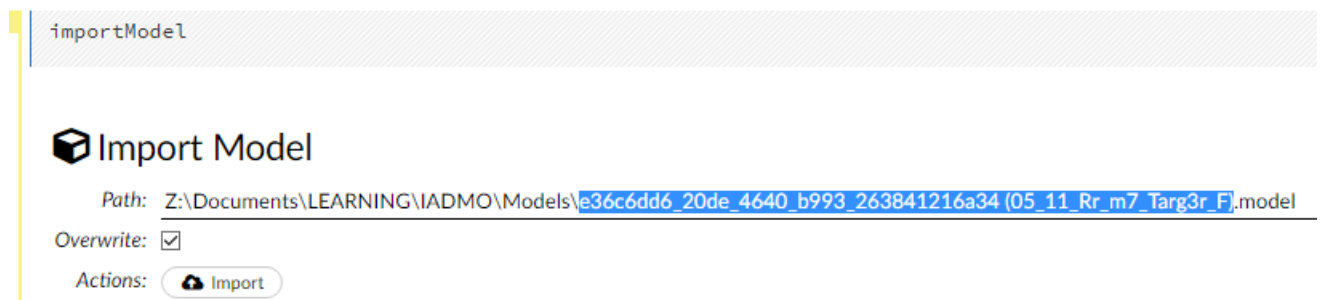 importModel
Import Model
Path: Z:\Documents\LEARNING\IADMO\Models\e36c6dd6_20de_4640_b993_263841216a34 (05_11_Rr_m7_Targ3r_F).model
Overwrite:
Actions: Import